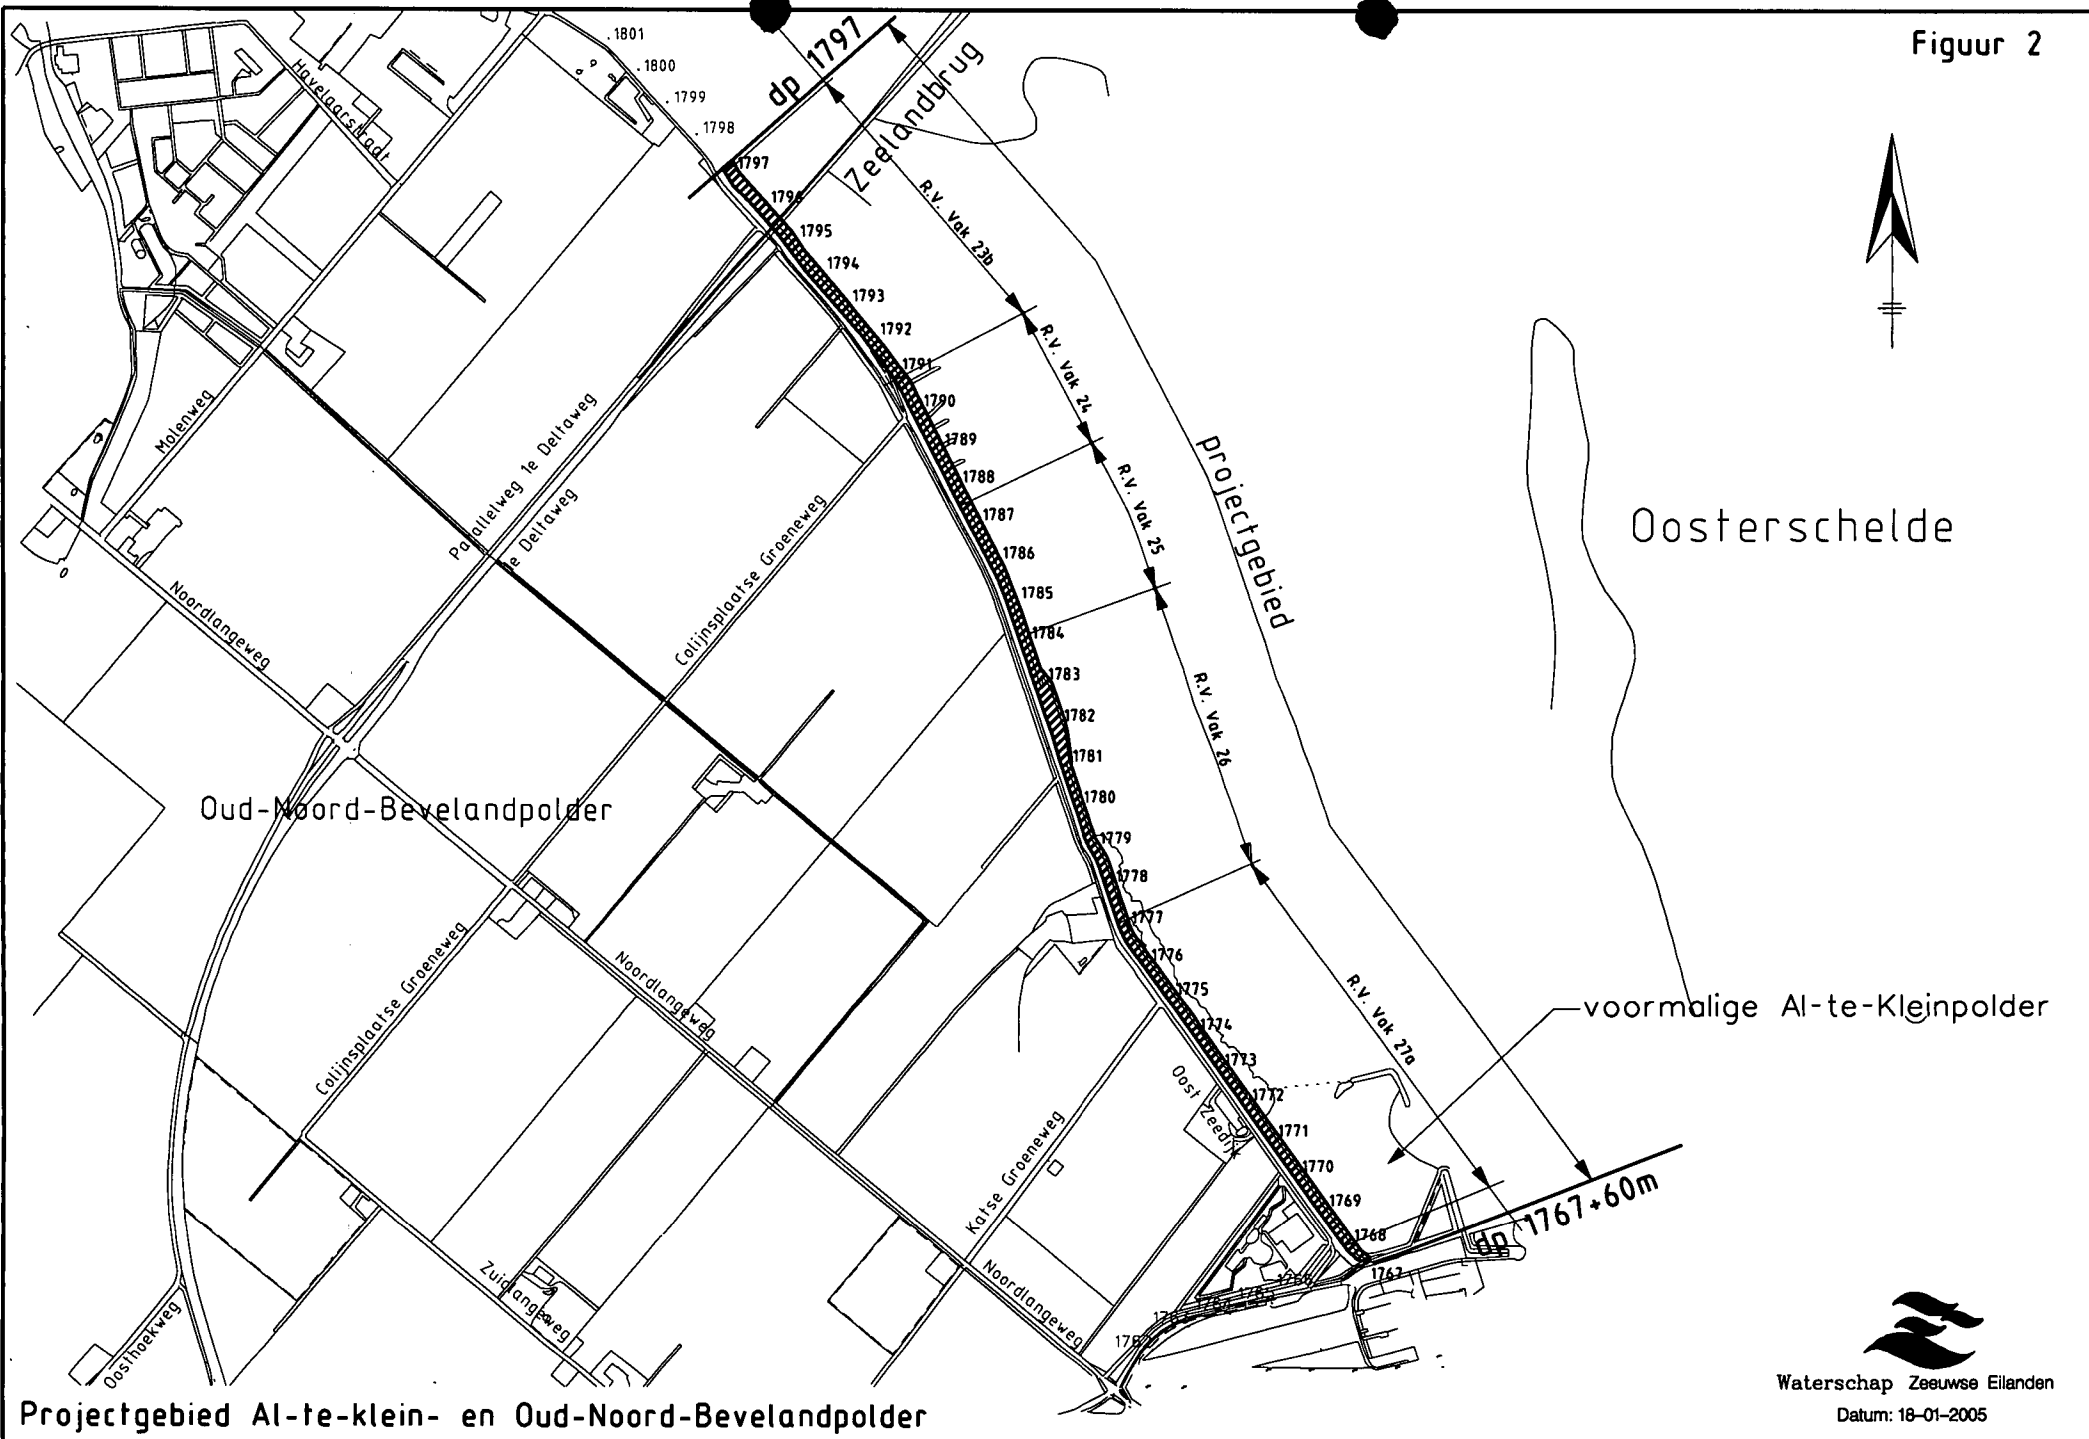 Figuur 2
.1801
.1800
.1799
.1798
dp 1797
Zeelandbrug
Havelaarstraat
1797
1796
1795
1794
1793
1792
1791
1790
1789
1788
1787
1786
1785
1784
1783
1782
1781
1780
1779
1778
1777
1776
1775
1774
1773
1772
1771
1770
1769
1768
1767
R.V. Vak 23b
R.V. Vak 24
R.V. Vak 25
R.V. Vak 26
R.V. Vak 27a
projectgebied
Oosterschelde
Molenweg
Parallelweg 1e Deltaweg
1e Deltaweg
Colijnsplaatse Groeneweg
Noordlangeweg
Oud-Noord-Bevelandpolder
Colijnsplaatse Groeneweg
Noordlangeweg
voormalige Al-te-Kleinpolder
Oost Zeedijk
Katse Groeneweg
dp 1767+60m
Noordlangeweg
Zuidlangeweg
Oosthoekweg
Waterschap Zeeuwse Eilanden
Datum: 18-01-2005
Projectgebied Al-te-klein- en Oud-Noord-Bevelandpolder